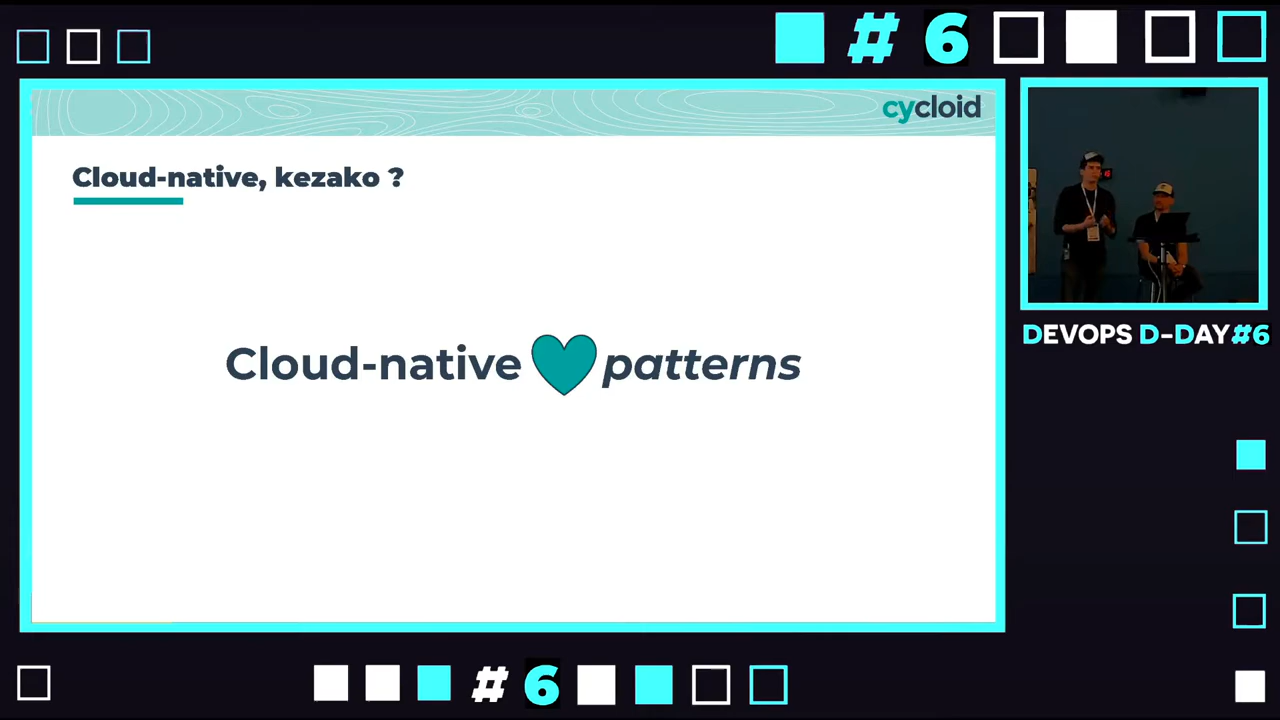 #6
cycloid
Cloud-native, kezako ?
Cloud-native patterns
DEVOPS D-DAY#6
#6